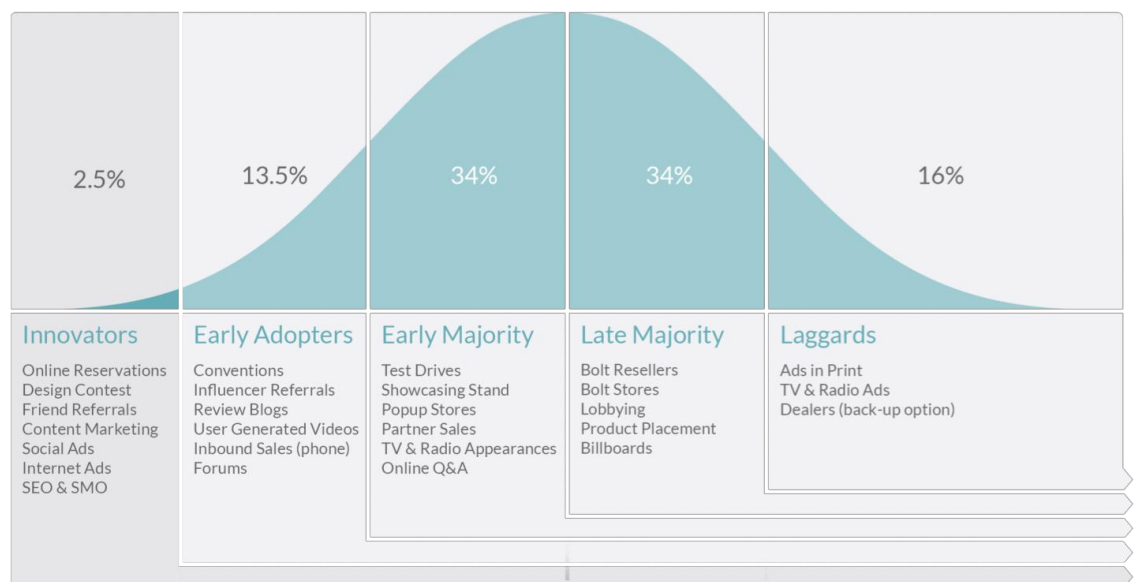 2.5%
13.5%
34%
34%
16%
Innovators
Online Reservations
Design Contest
Friend Referrals
Content Marketing
Social Ads
Internet Ads
SEO & SMO
Early Adopters
Conventions
Influencer Referrals
Review Blogs
User Generated Videos
Inbound Sales (phone)
Forums
Early Majority
Test Drives
Showcasing Stand
Popup Stores
Partner Sales
TV & Radio Appearances
Online Q&A
Late Majority
Bolt Resellers
Bolt Stores
Lobbying
Product Placement
Billboards
Laggards
Ads in Print
TV & Radio Ads
Dealers (back-up option)